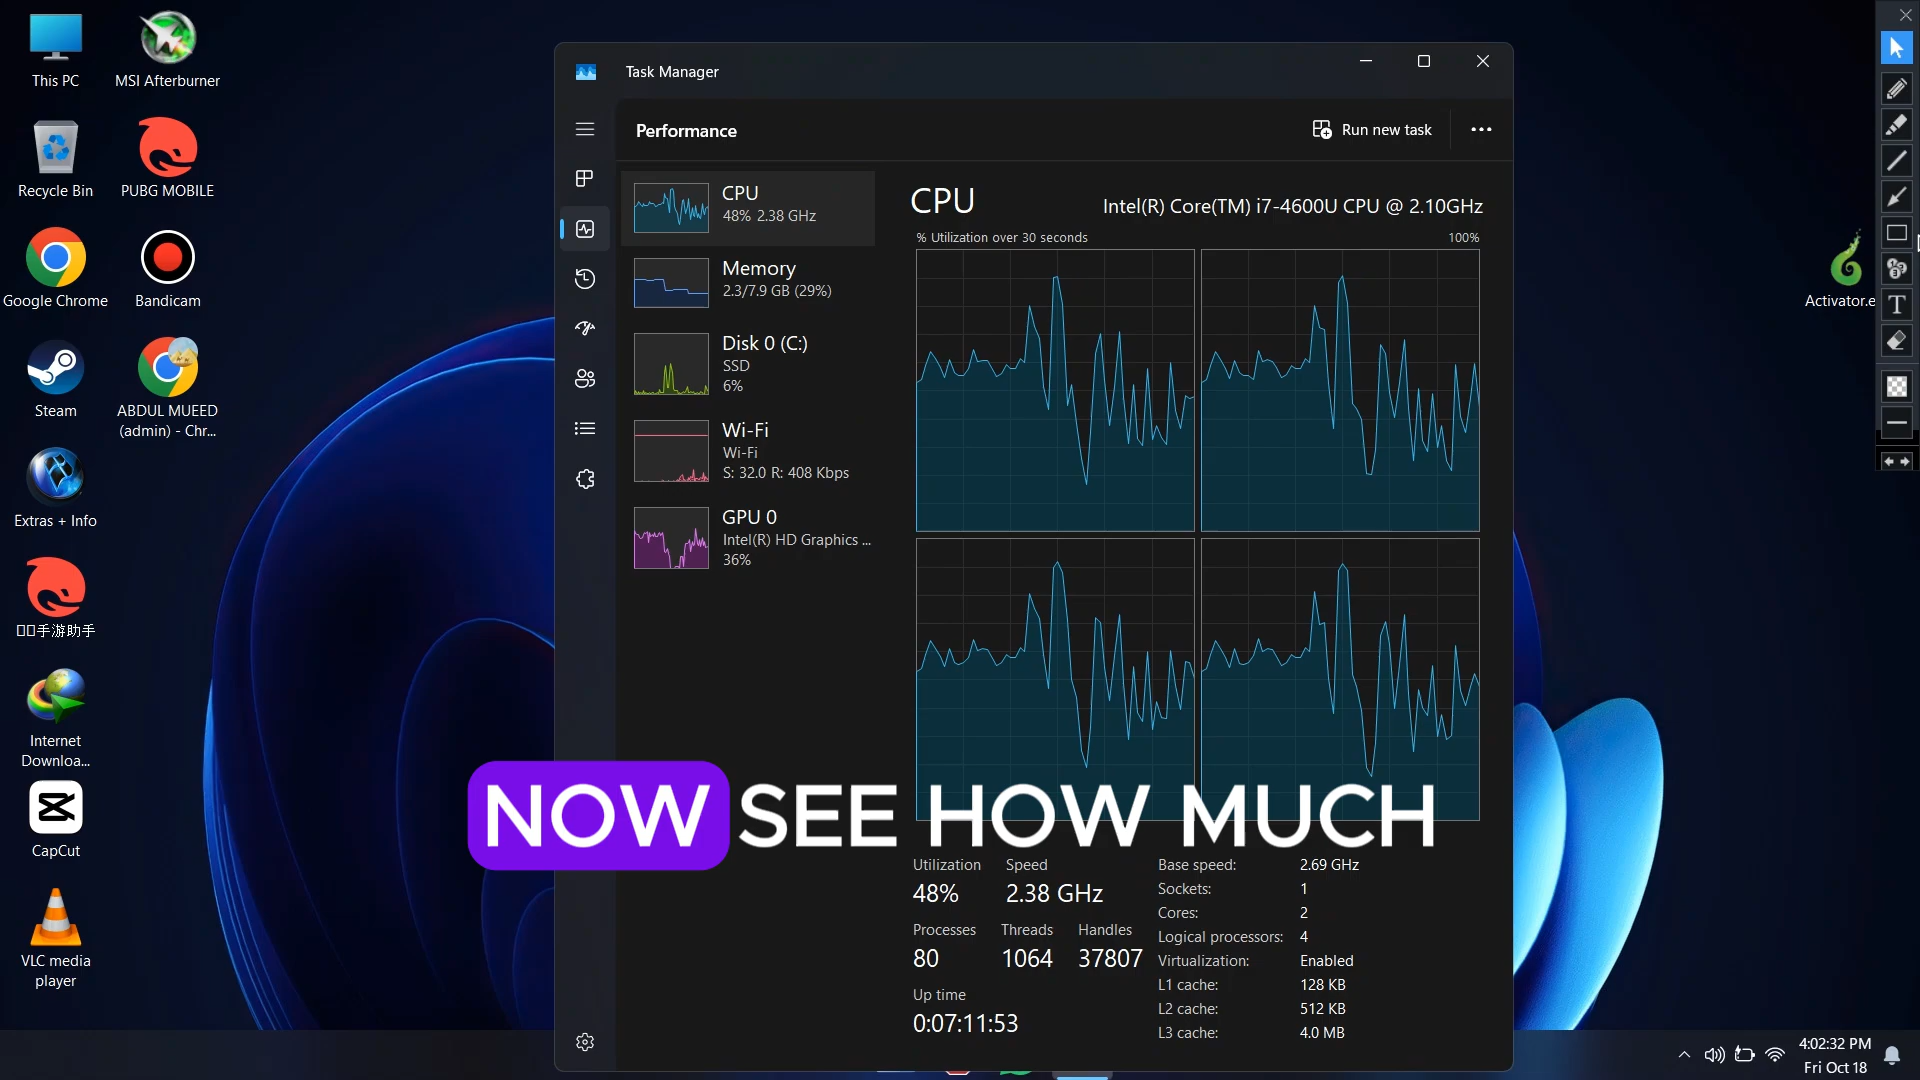 This PC
MSI Afterburner
Recycle Bin
PUBG MOBILE
Google Chrome
Bandicam
Steam
ABDUL MUEED
(admin) - Chr...
Extras + Info
手游助手
Internet
Downloa...
CapCut
VLC media
player
Task Manager
Performance
Run new task
CPU
48% 2.38 GHz
Memory
2.3/7.9 GB (29%)
Disk 0 (C:)
SSD
6%
Wi-Fi
Wi-Fi
S: 32.0 R: 408 Kbps
GPU 0
Intel(R) HD Graphics ...
36%
CPU
Intel(R) Core(TM) i7-4600U CPU @ 2.10GHz
% Utilization over 30 seconds
100%
NOW SEE HOW MUCH
Utilization
Speed
48%
2.38 GHz
Processes
Threads
Handles
80
1064
37807
Up time
0:07:11:53
Base speed:
2.69 GHz
Sockets:
1
Cores:
2
Logical processors:
4
Virtualization:
Enabled
L1 cache:
128 KB
L2 cache:
512 KB
L3 cache:
4.0 MB
Activator.e
T
4:02:32 PM
Fri Oct 18